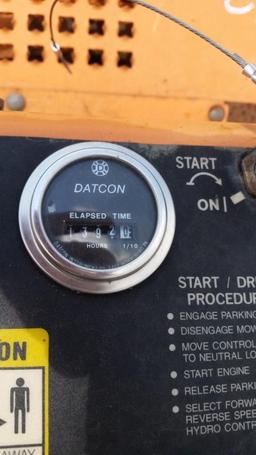 DATCON
ELAPSED TIME
1382
HOURS 1/10
START
ON
START / DR
PROCEDU
ENGAGE PARKING
DISENGAGE MOW
MOVE CONTROL
TO NEUTRAL LO
START ENGINE
RELEASE PARKI
SELECT FORWA
REVERSE SPEE
HYDRO CONTR
ON
AWAY